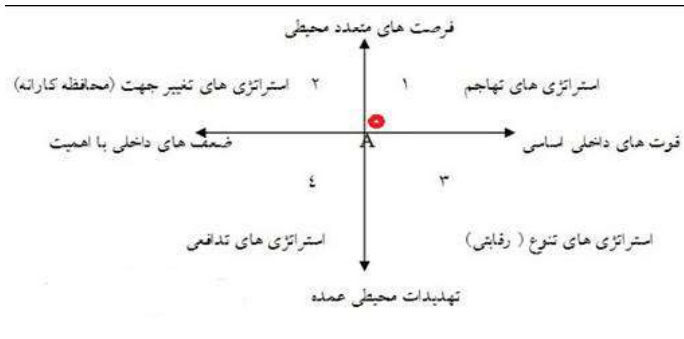 فرصت های متعدد محیطی
استراتژی های تهاجم ۱ ۲ استراتژی های تغییر جهت (محافظه کارانه)
قوت های داخلی اساسی A ضعف های داخلی با اهمیت
۳ ٤
استراتژی های تنوع ( رقابتی) استراتژی های تدافعی
تهدیدات محیطی عمده